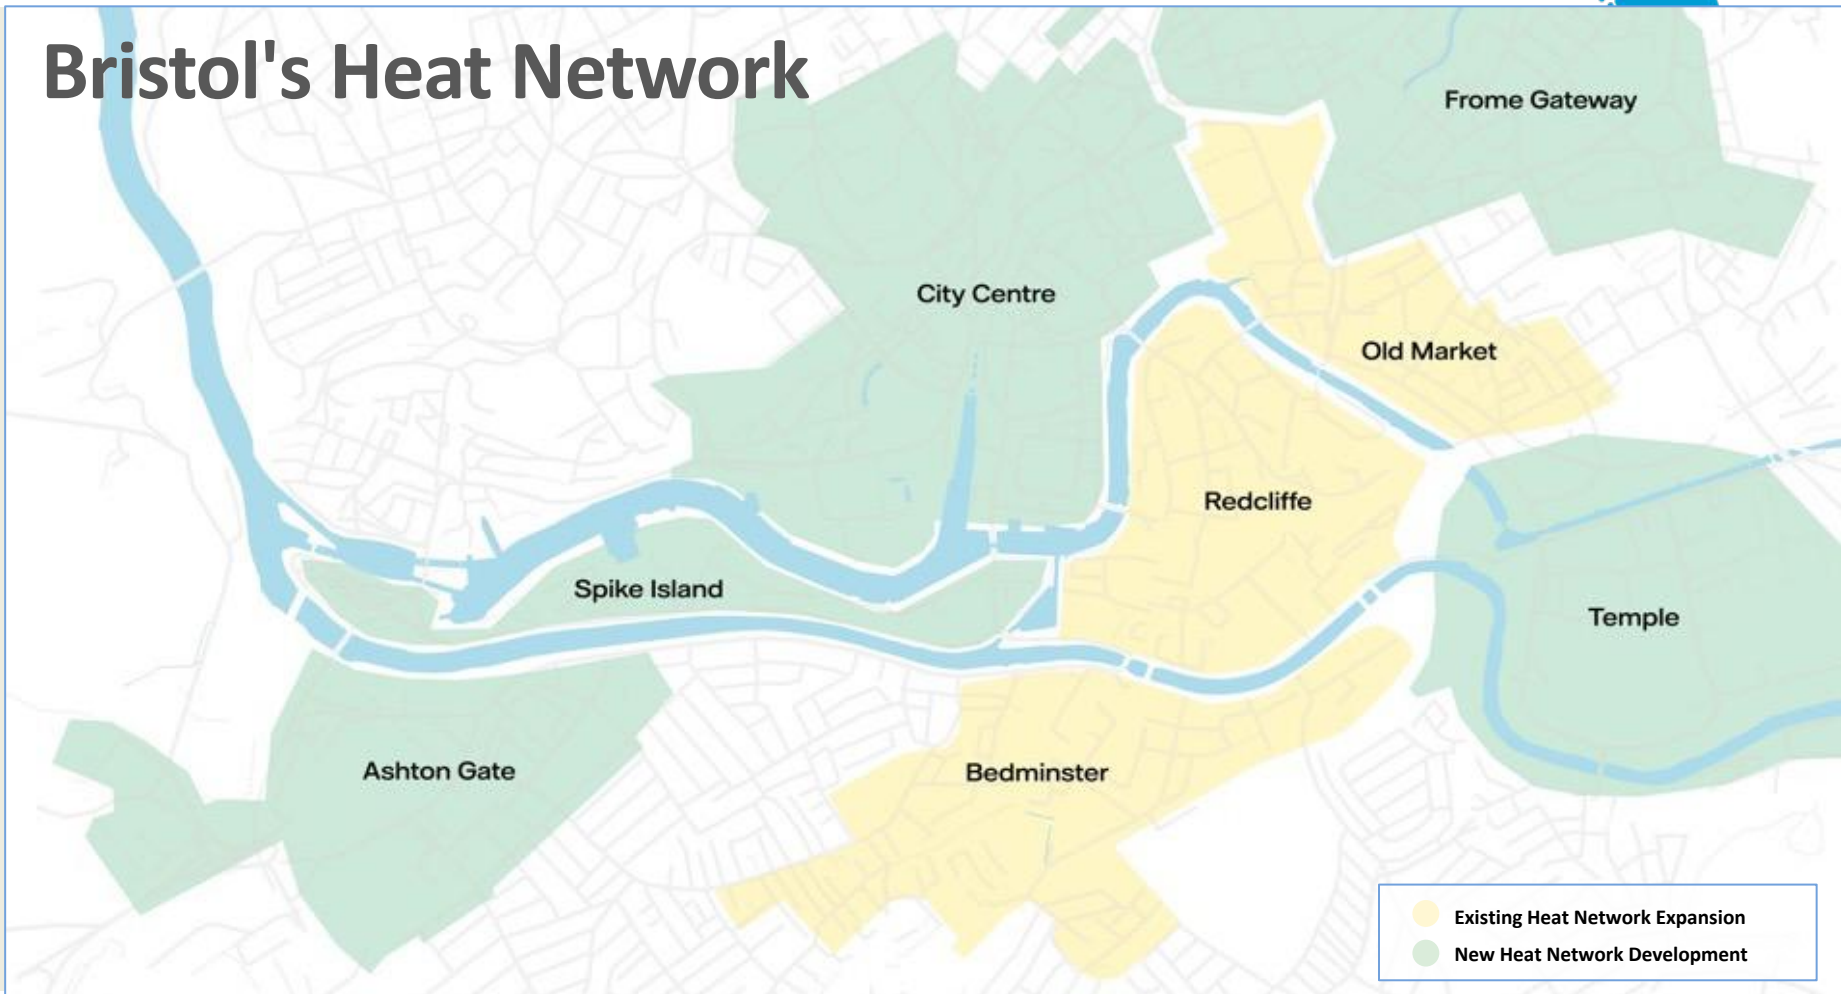 Bristol's Heat Network
Frome Gateway
City Centre
Old Market
Redcliffe
Spike Island
Temple
Ashton Gate
Bedminster
Existing Heat Network Expansion
New Heat Network Development